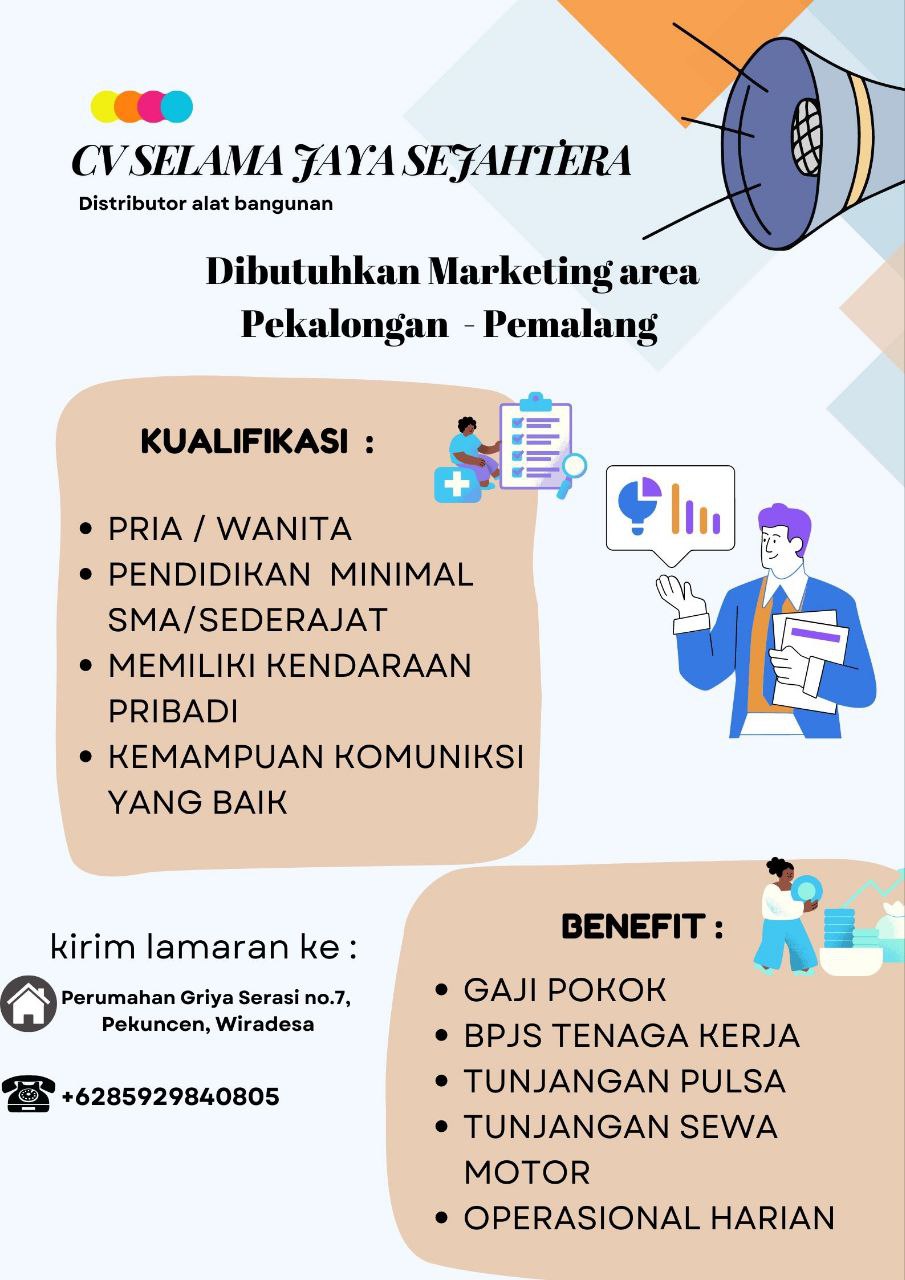 CV SELAMA JAYA SEJAHTERA
Distributor alat bangunan
Dibutuhkan Marketing area
Pekalongan - Pemalang
KUALIFIKASI :
• PRIA / WANITA
• PENDIDIKAN MINIMAL
SMA/SEDERAJAT
• MEMILIKI KENDARAAN
PRIBADI
• KEMAMPUAN KOMUNIKSI
YANG BAIK
kirim lamaran ke :
Perumahan Griya Serasi no.7,
Pekuncen, Wiradesa
+6285929840805
BENEFIT :
• GAJI POKOK
• BPJS TENAGA KERJA
• TUNJANGAN PULSA
• TUNJANGAN SEWA
MOTOR
• OPERASIONAL HARIAN